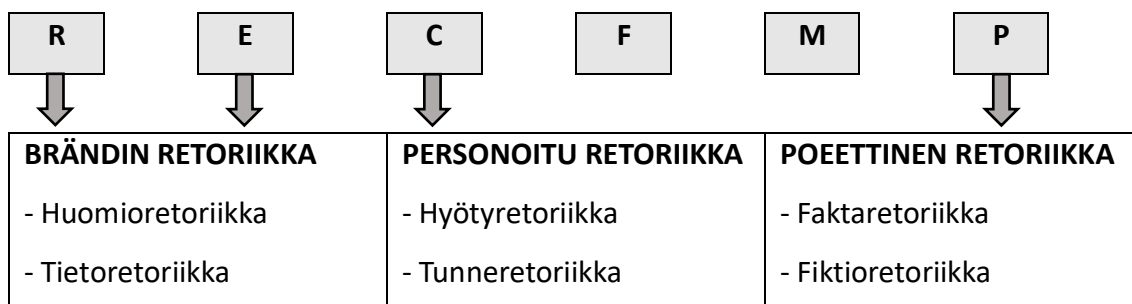 R E C F M P
BRÄNDIN RETORIIKKA PERSONOITU RETORIIKKA POEETTINEN RETORIIKKA
- Huomioretoriikka - Hyötyretoriikka - Faktaretoriikka
- Tietoretoriikka - Tunneretoriikka - Fiktioretoriikka